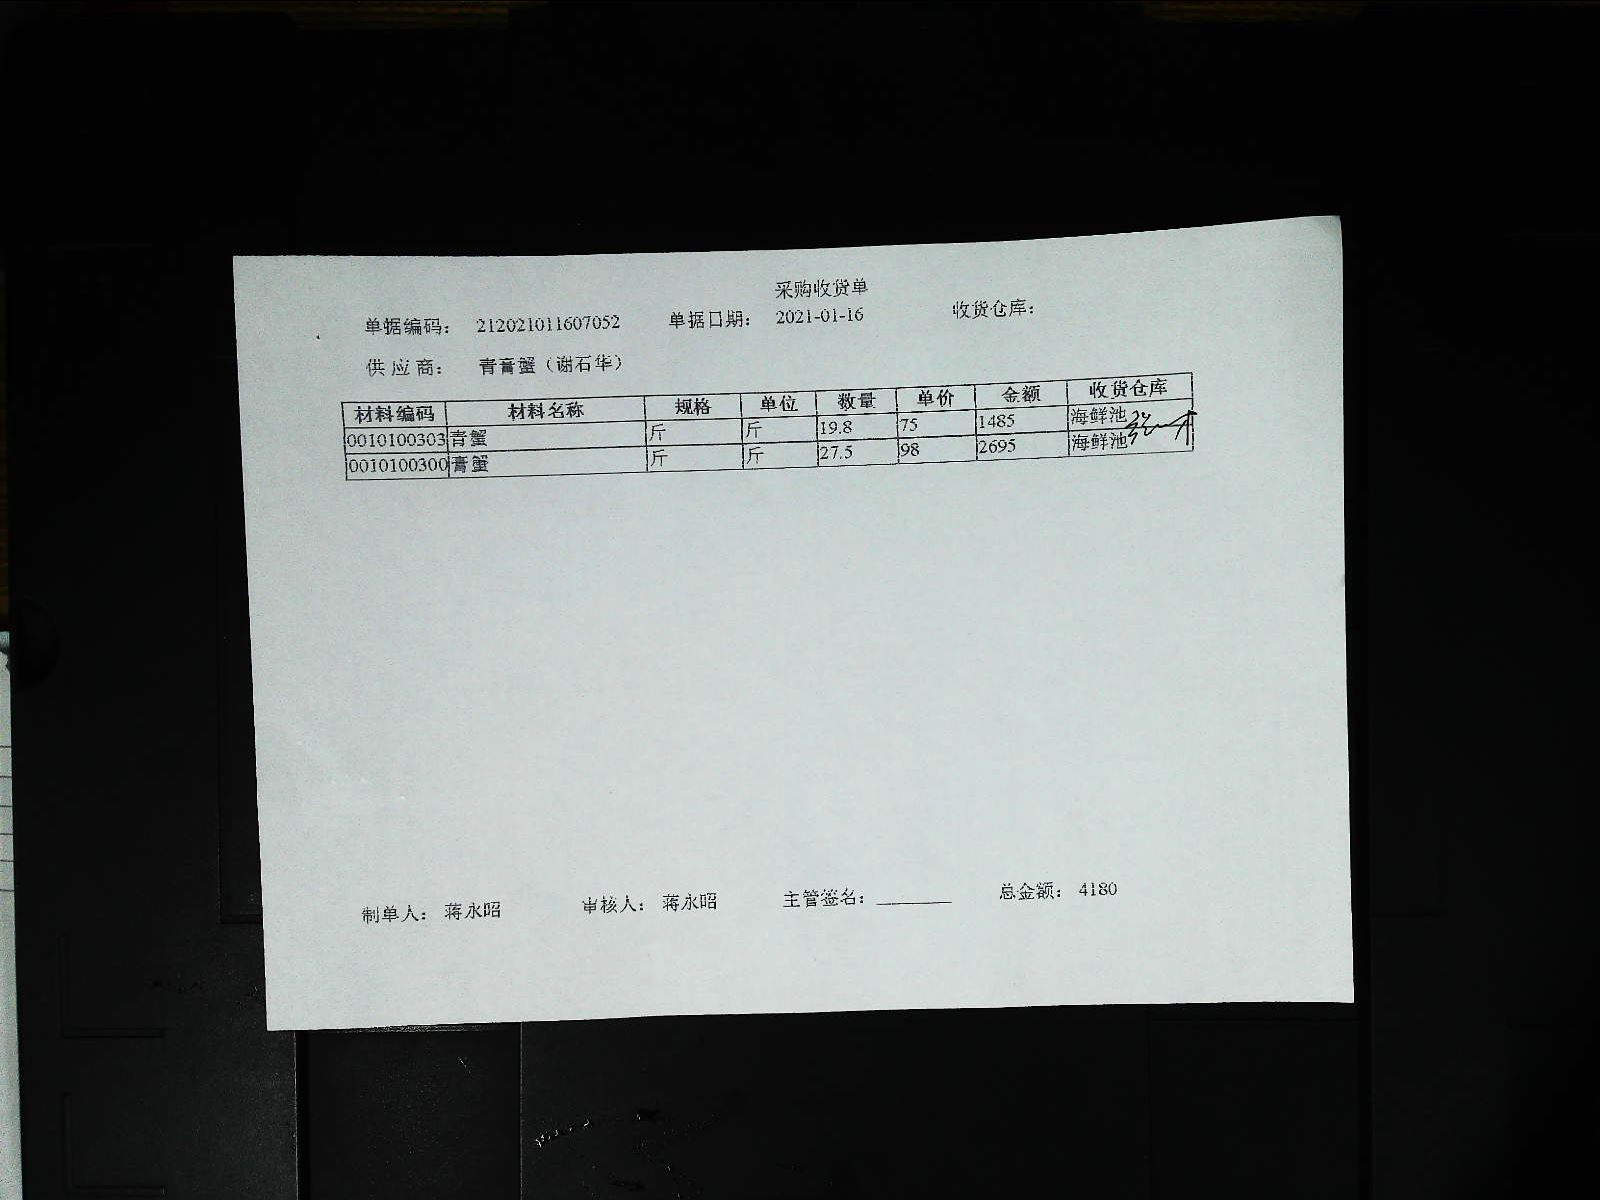 采购收货单
单据编码： 212021011607052 单据日期： 2021-01-16 收货仓库：
供应商： 青膏蟹（谢石华）
材料编码 材料名称 规格 单位 数量 单价 金额 收货仓库
0010100303 青蟹 斤 斤 19.8 75 1485 海鲜池
0010100300 膏蟹 斤 斤 27.5 98 2695 海鲜池
制单人： 蒋永昭 审核人： 蒋永昭 主管签名： 总金额： 4180